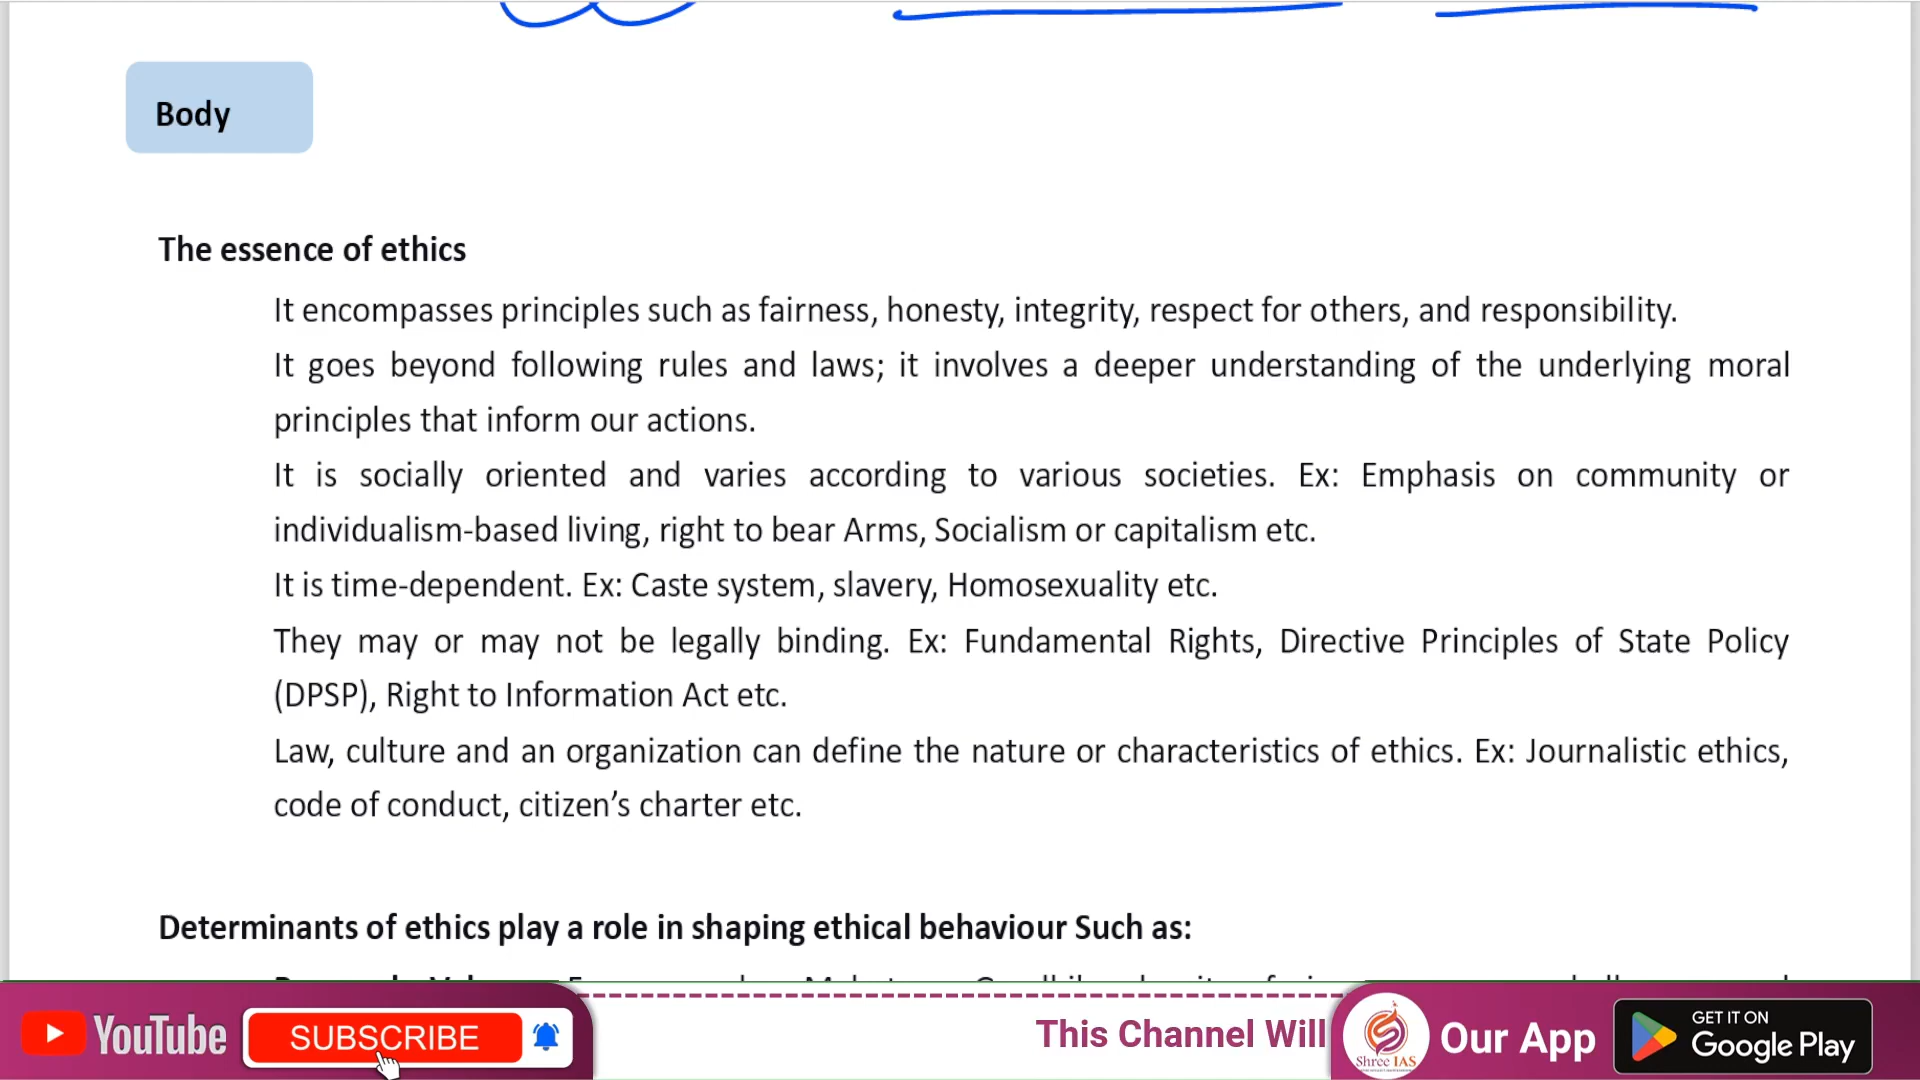 Body
The essence of ethics
It encompasses principles such as fairness, honesty, integrity, respect for others, and responsibility.
It goes beyond following rules and laws; it involves a deeper understanding of the underlying moral
principles that inform our actions.
It is socially oriented and varies according to various societies. Ex: Emphasis on community or
individualism-based living, right to bear Arms, Socialism or capitalism etc.
It is time-dependent. Ex: Caste system, slavery, Homosexuality etc.
They may or may not be legally binding. Ex: Fundamental Rights, Directive Principles of State Policy
(DPSP), Right to Information Act etc.
Law, culture and an organization can define the nature or characteristics of ethics. Ex: Journalistic ethics,
code of conduct, citizen’s charter etc.
Determinants of ethics play a role in shaping ethical behaviour Such as:
YouTube SUBSCRIBE
This Channel Will
Shree IAS
Our App
GET IT ON
Google Play